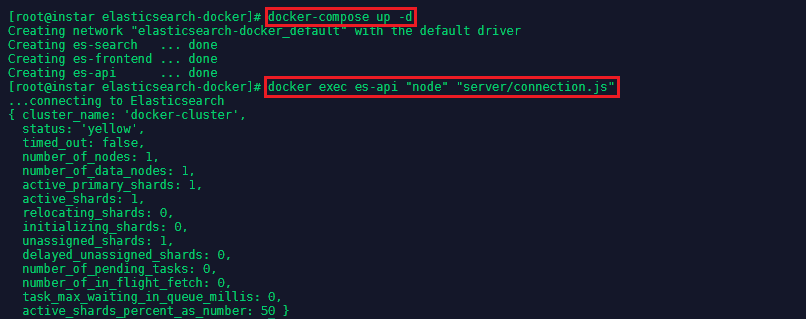 [root@instar elasticsearch-docker]# docker-compose up -d
Creating network "elasticsearch-docker_default" with the default driver
Creating es-search   ... done
Creating es-frontend ... done
Creating es-api      ... done
[root@instar elasticsearch-docker]# docker exec es-api "node" "server/connection.js"
...connecting to Elasticsearch
{ cluster_name: 'docker-cluster',
  status: 'yellow',
  timed_out: false,
  number_of_nodes: 1,
  number_of_data_nodes: 1,
  active_primary_shards: 1,
  active_shards: 1,
  relocating_shards: 0,
  initializing_shards: 0,
  unassigned_shards: 1,
  delayed_unassigned_shards: 0,
  number_of_pending_tasks: 0,
  number_of_in_flight_fetch: 0,
  task_max_waiting_in_queue_millis: 0,
  active_shards_percent_as_number: 50 }